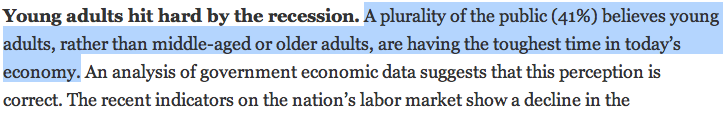 Young adults hit hard by the recession. A plurality of the public (41%) believes young
adults, rather than middle-aged or older adults, are having the toughest time in today’s
economy. An analysis of government economic data suggests that this perception is
correct. The recent indicators on the nation’s labor market show a decline in the